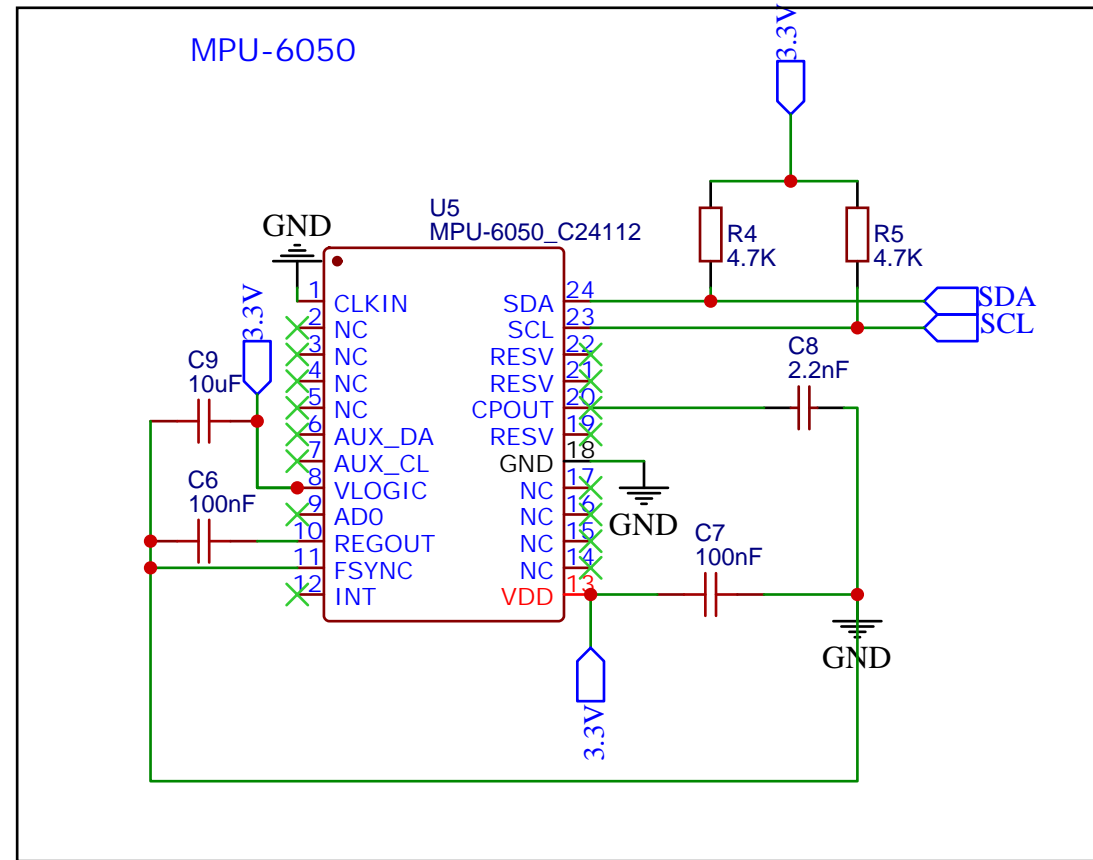 MPU-6050
3.3V
U5
MPU-6050_C24112
GND
R4
4.7K
R5
4.7K
3.3V
1 CLKIN
2 NC
3 NC
4 NC
5 NC
6 AUX_DA
7 AUX_CL
8 VLOGIC
9 AD0
10 REGOUT
11 FSYNC
12 INT
SDA 24
SCL 23
RESV 22
RESV 21
CPOUT 20
RESV 19
GND 18
NC 17
NC 16
NC 15
NC 14
VDD 13
SDA
SCL
C9
10uF
C6
100nF
C8
2.2nF
GND
C7
100nF
GND
3.3V